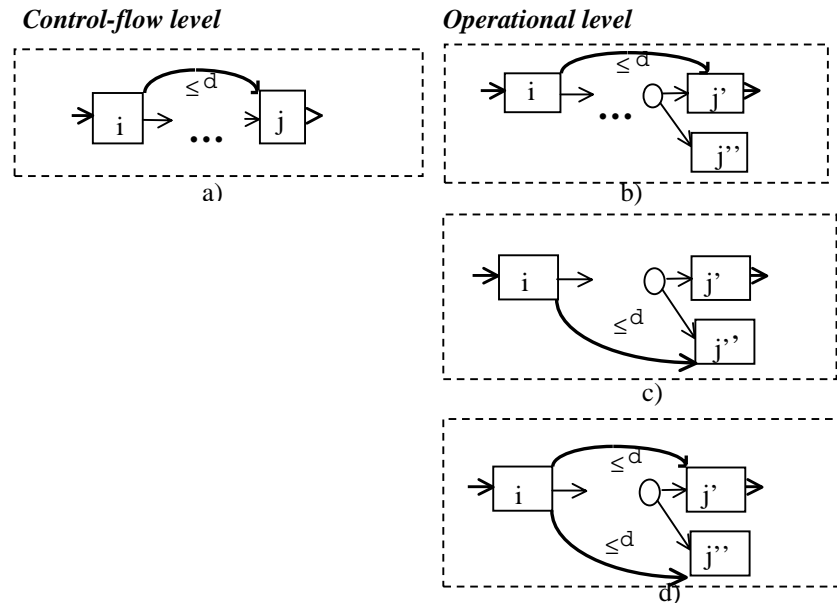 Control-flow level
Operational level
≤d
i
...
j
a)
≤d
i
...
j'
j''
b)
i
j'
≤d
j''
c)
≤d
i
j'
≤d
j''
d)